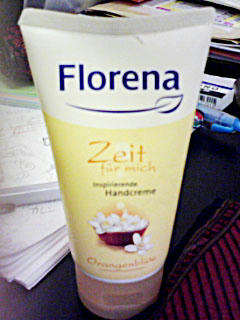 Florena
Zeit
für mich
Inspirierende
Handcreme
Orangenblüte